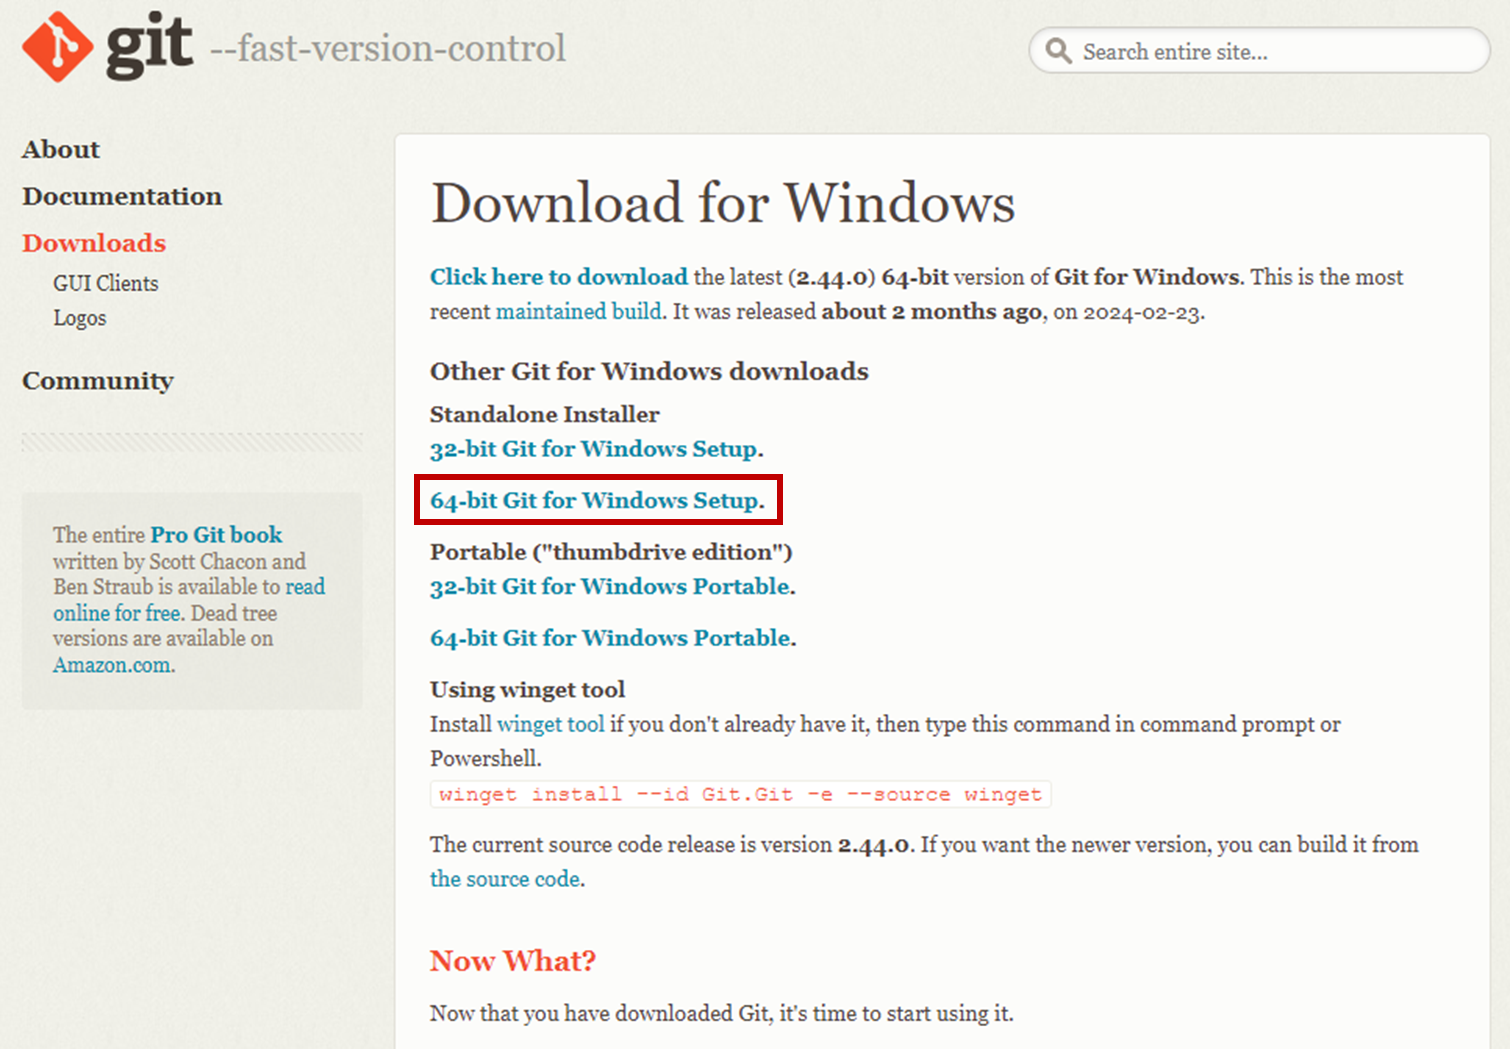 git --fast-version-control
Search entire site...
About
Documentation
Downloads
GUI Clients
Logos
Community
The entire Pro Git book
written by Scott Chacon and
Ben Straub is available to read
online for free. Dead tree
versions are available on
Amazon.com.
Download for Windows
Click here to download the latest (2.44.0) 64-bit version of Git for Windows. This is the most
recent maintained build. It was released about 2 months ago, on 2024-02-23.
Other Git for Windows downloads
Standalone Installer
32-bit Git for Windows Setup.
64-bit Git for Windows Setup.
Portable ("thumbdrive edition")
32-bit Git for Windows Portable.
64-bit Git for Windows Portable.
Using winget tool
Install winget tool if you don't already have it, then type this command in command prompt or
Powershell.
winget install --id Git.Git -e --source winget
The current source code release is version 2.44.0. If you want the newer version, you can build it from
the source code.
Now What?
Now that you have downloaded Git, it's time to start using it.